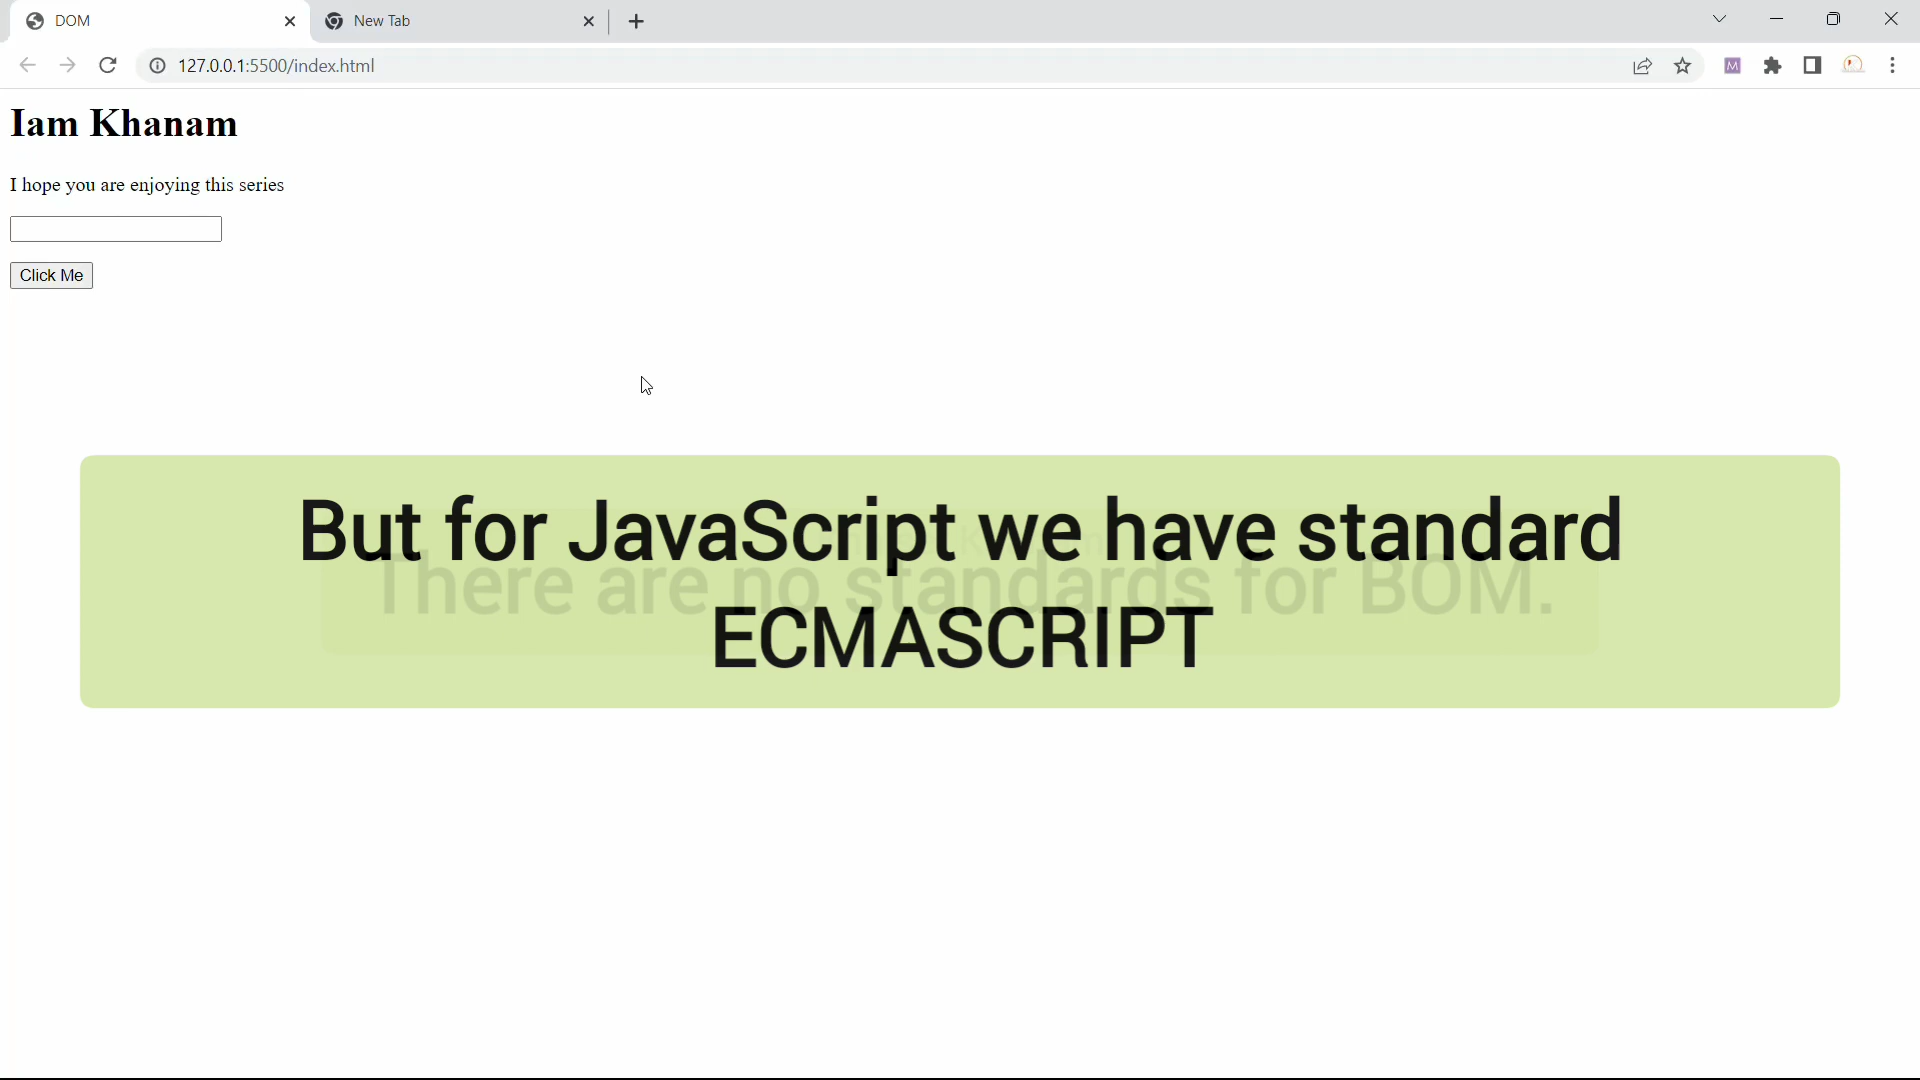 DOM
New Tab
127.0.0.1:5500/index.html
M
Iam Khanam
I hope you are enjoying this series
Click Me
But for JavaScript we have standard
There are no standards for BOM.
ECMASCRIPT